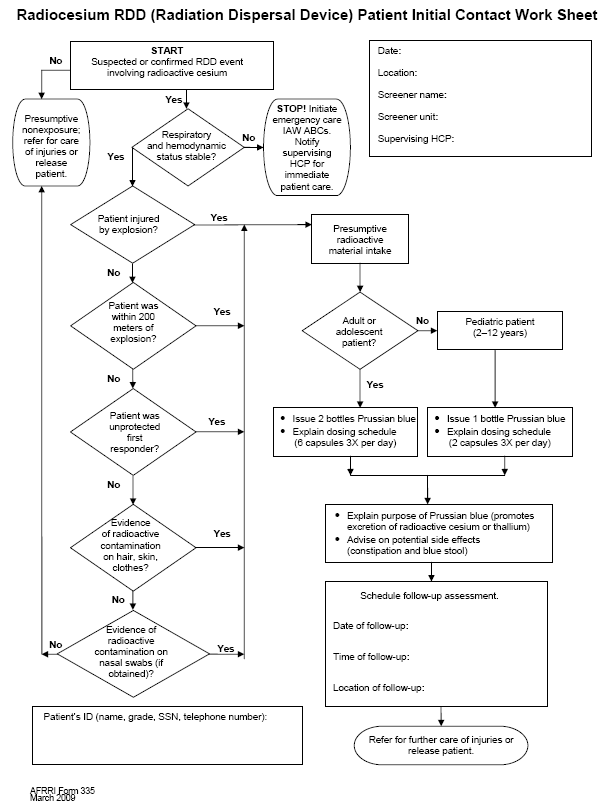 Radiocesium RDD (Radiation Dispersal Device) Patient Initial Contact Work Sheet
START
Suspected or confirmed RDD event
involving radioactive cesium
No
Yes
Date:
Location:
Screener name:
Screener unit:
Supervising HCP:
Presumptive
nonexposure;
refer for care
of injuries or
release
patient.
Respiratory
and hemodynamic
status stable?
No
Yes
STOP! Initiate
emergency care
IAW ABCs.
Notify
supervising
HCP for
immediate
patient care.
Patient injured
by explosion?
Yes
No
Presumptive
radioactive
material intake
Patient was
within 200
meters of
explosion?
Yes
No
Adult or
adolescent
patient?
No
Yes
Pediatric patient
(2–12 years)
Patient was
unprotected
first
responder?
Yes
No
• Issue 2 bottles Prussian blue
• Explain dosing schedule
(6 capsules 3X per day)
• Issue 1 bottle Prussian blue
• Explain dosing schedule
(2 capsules 3X per day)
Evidence
of radioactive
contamination
on hair, skin,
clothes?
Yes
No
• Explain purpose of Prussian blue (promotes
excretion of radioactive cesium or thallium)
• Advise on potential side effects
(constipation and blue stool)
Evidence of
radioactive
contamination on
nasal swabs (if
obtained)?
No
Yes
Schedule follow-up assessment.
Date of follow-up:
Time of follow-up:
Location of follow-up:
Patient's ID (name, grade, SSN, telephone number):
Refer for further care of injuries or
release patient.
AFRRI Form 335
March 2009